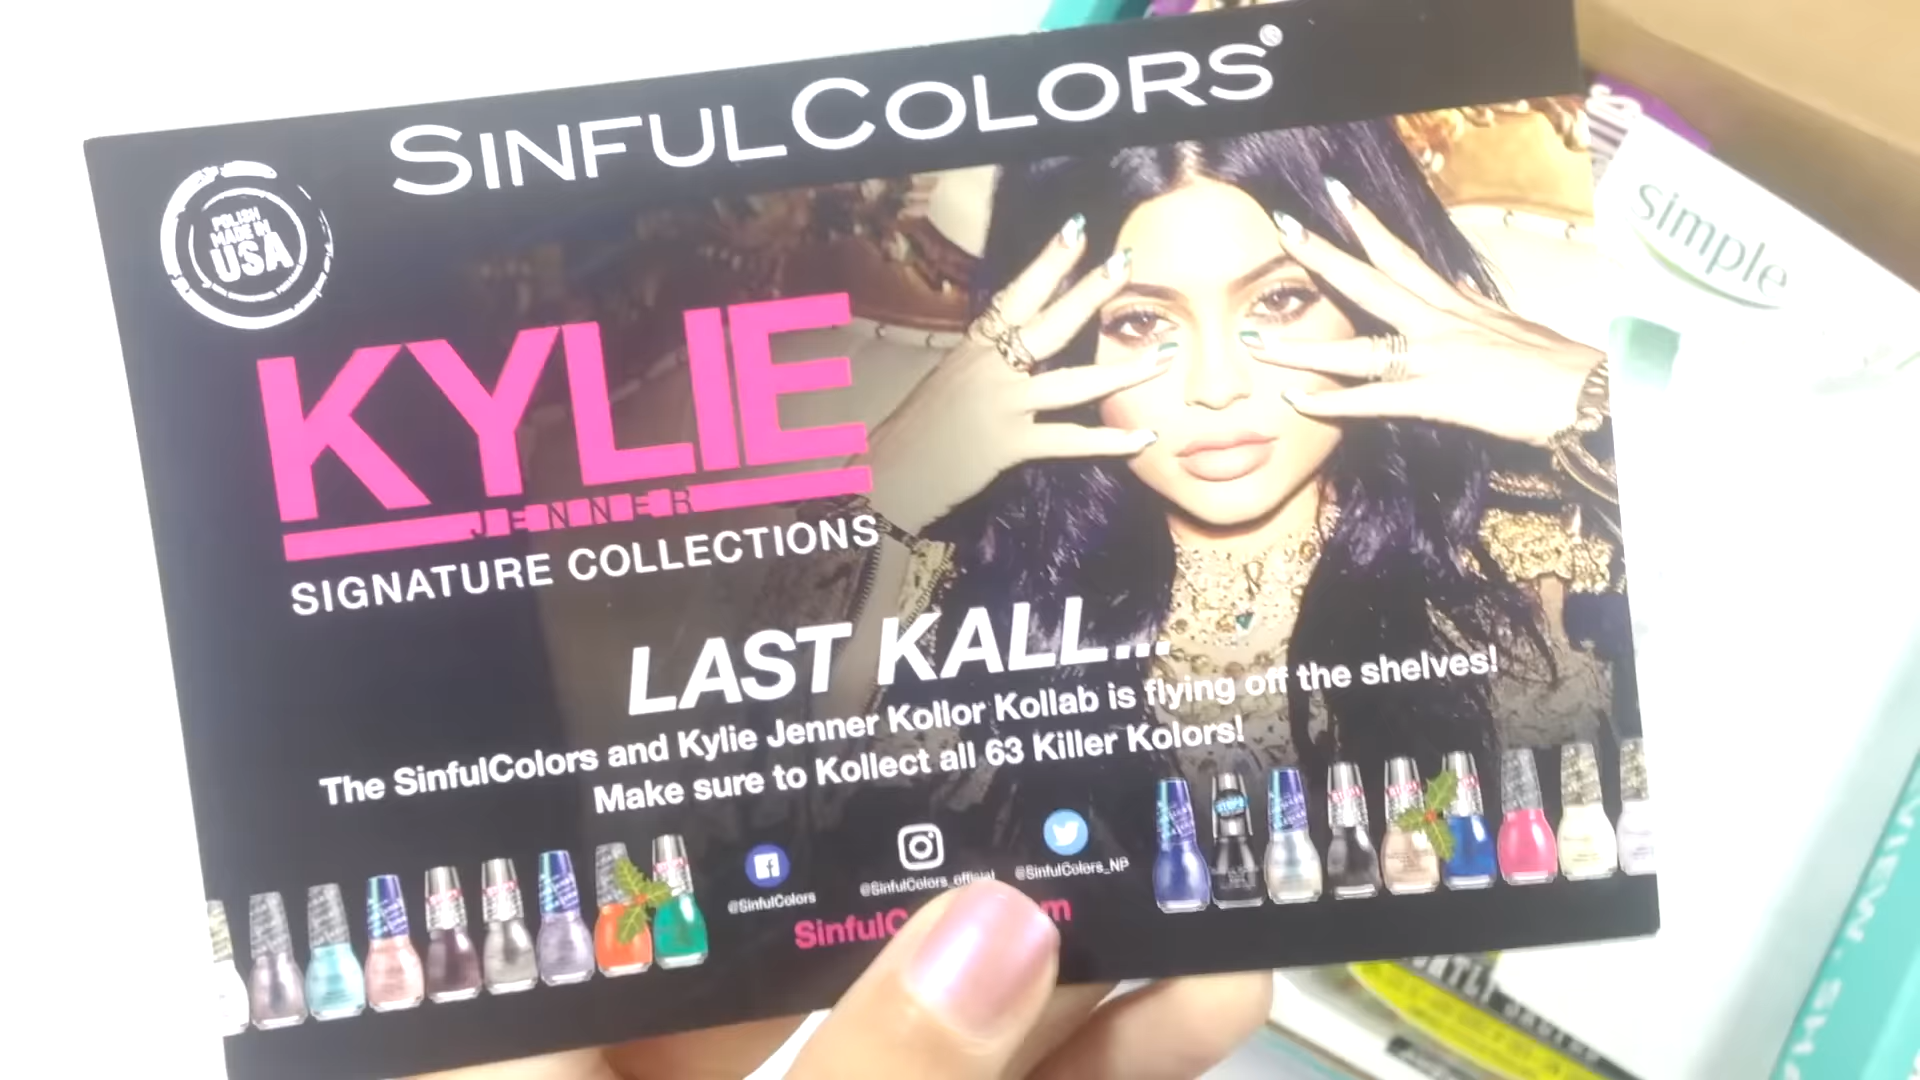 SINFULCOLORS®
POLISH
MADE IN
USA
KYLIE
JENNER
SIGNATURE COLLECTIONS
LAST KALL...
The SinfulColors and Kylie Jenner Kollor Kollab is flying off the shelves!
Make sure to Kollect all 63 Killer Kolors!
@SinfulColors
@SinfulColors_official
@SinfulColors_NP
simple